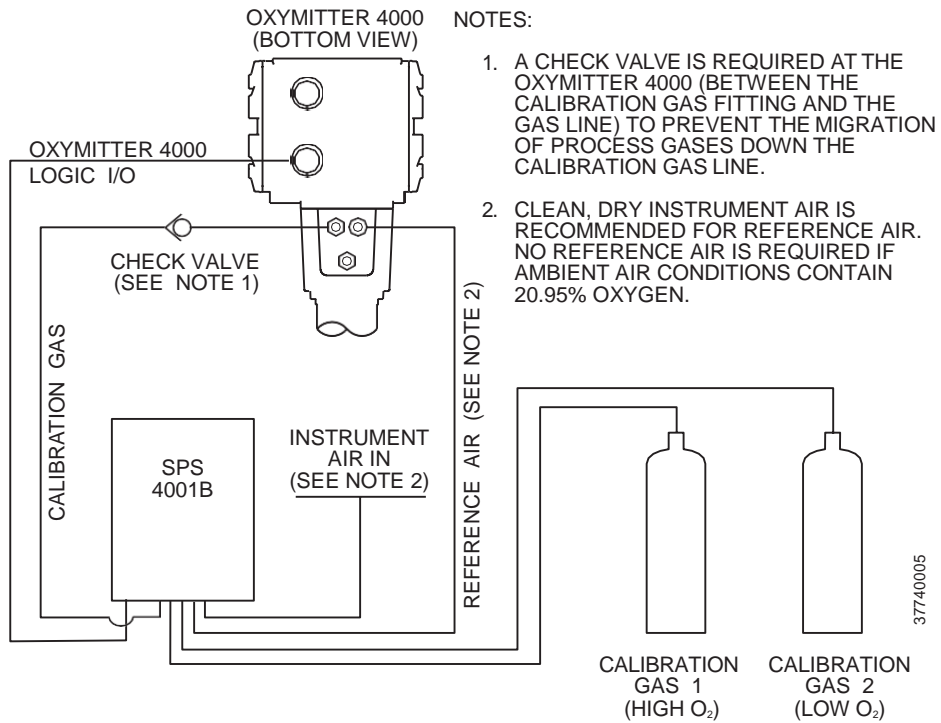 OXYMITTER 4000
(BOTTOM VIEW)
NOTES:
1. A CHECK VALVE IS REQUIRED AT THE
OXYMITTER 4000 (BETWEEN THE
CALIBRATION GAS FITTING AND THE
GAS LINE) TO PREVENT THE MIGRATION
OF PROCESS GASES DOWN THE
CALIBRATION GAS LINE.
2. CLEAN, DRY INSTRUMENT AIR IS
RECOMMENDED FOR REFERENCE AIR.
NO REFERENCE AIR IS REQUIRED IF
AMBIENT AIR CONDITIONS CONTAIN
20.95% OXYGEN.
OXYMITTER 4000
LOGIC I/O
CHECK VALVE
(SEE NOTE 1)
CALIBRATION GAS
REFERENCE AIR (SEE NOTE 2)
SPS
4001B
INSTRUMENT
AIR IN
(SEE NOTE 2)
CALIBRATION
GAS 1
(HIGH O₂)
CALIBRATION
GAS 2
(LOW O₂)
37740005